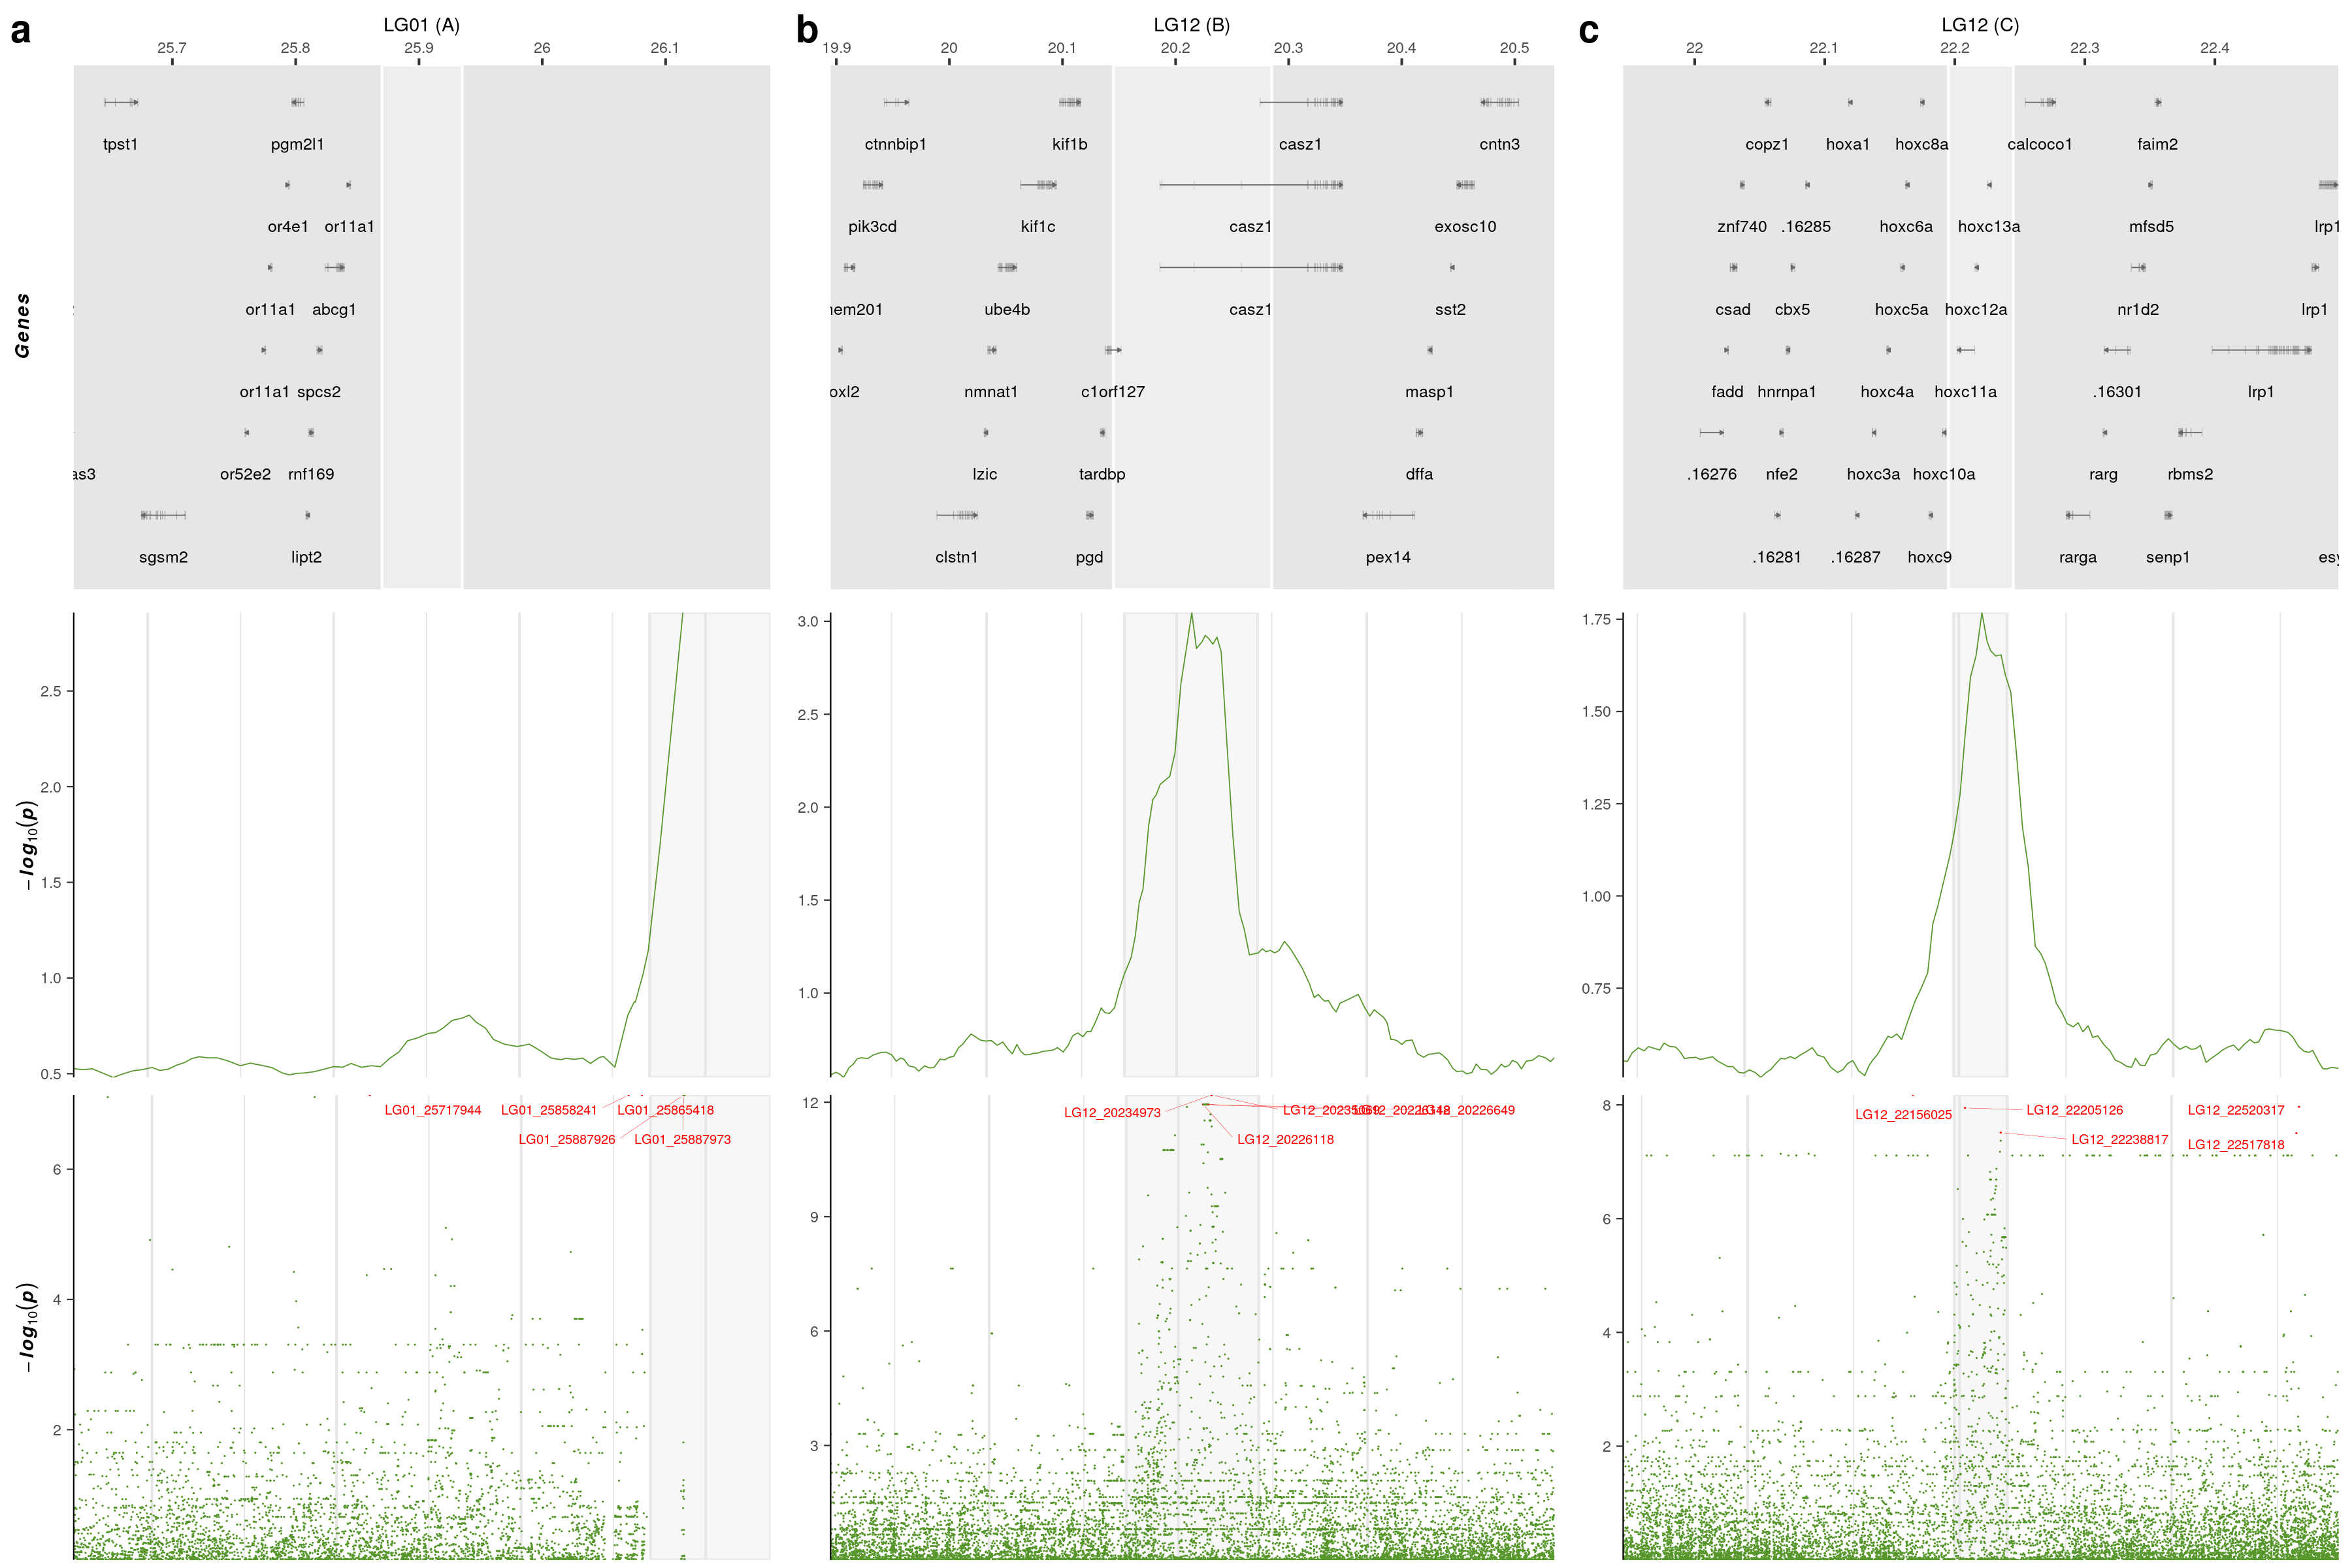 a
LG01 (A)
25.7 25.8 25.9 26 26.1
Genes
tpst1 pgm2l1
or4e1 or11a1
or11a1 abcg1
or11a1 spcs2
as3 or52e2 rnf169
sgsm2 lipt2
b
LG12 (B)
19.9 20 20.1 20.2 20.3 20.4 20.5
ctnnbip1 kif1b casz1 cntn3
pik3cd kif1c casz1 exosc10
nem201 ube4b casz1 sst2
oxl2 nmnat1 c1orf127 masp1
lzic tardbp dffa
clstn1 pgd pex14
c
LG12 (C)
22 22.1 22.2 22.3 22.4
copz1 hoxa1 hoxc8a calcoco1 faim2
znf740 .16285 hoxc6a hoxc13a mfsd5 lrp1
csad cbx5 hoxc5a hoxc12a nr1d2 lrp1
fadd hnrnpa1 hoxc4a hoxc11a .16301 lrp1
.16276 nfe2 hoxc3a hoxc10a rarg rbms2
.16281 .16287 hoxc9 rarga senp1 esy
−log10(p)
2.5
2.0
1.5
1.0
0.5
3.0
2.5
2.0
1.5
1.0
1.75
1.50
1.25
1.00
0.75
−log10(p)
6
4
2
LG01_25717944 LG01_25858241 LG01_25865418
LG01_25887926 LG01_25887973
12
9
6
3
LG12_20234973 LG12_20226649
LG12_20226118
8
6
4
2
LG12_22156025 LG12_22205126 LG12_22520317
LG12_22238817 LG12_22517818